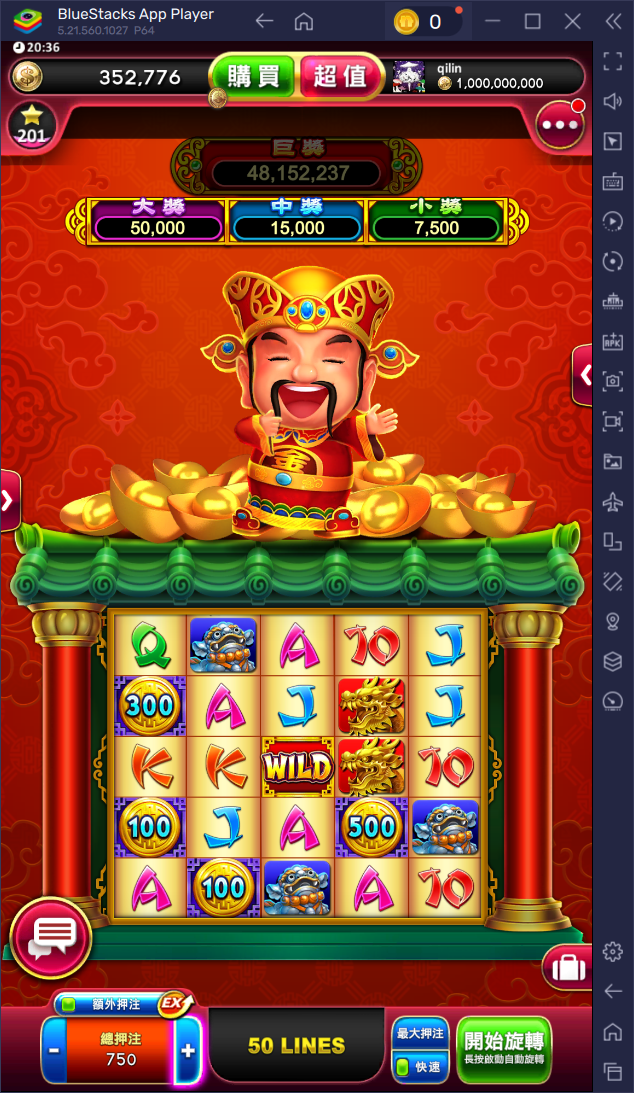 BlueStacks App Player
5.21.560.1027 P64
0
20:36
352,776
購買
超值
qilin
1,000,000,000
201
巨獎
48,152,237
大獎
中獎
小獎
50,000
15,000
7,500
金
Q
A
10
J
300
A
J
J
K
K
WILD
10
100
J
A
500
A
100
A
10
額外押注
EX
總押注
750
-
+
50 LINES
最大押注
快速
開始旋轉
長按啟動自動旋轉
APK